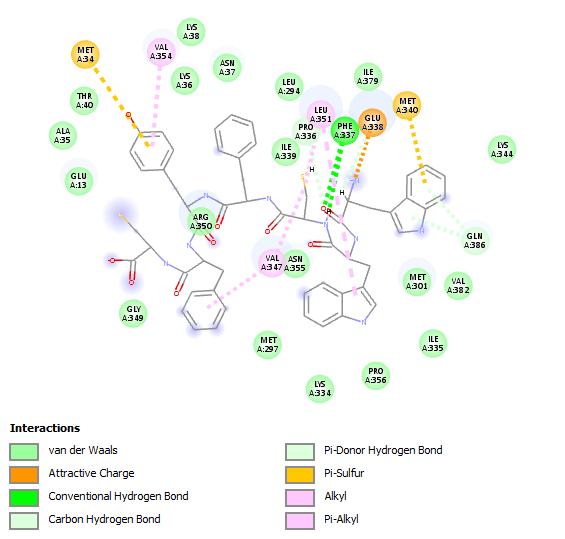 LYS
A:38
MET
A:34
VAL
A:354
LYS
A:36
ASN
A:37
THR
A:40
ALA
A:35
GLU
A:13
LEU
A:294
ILE
A:379
LEU
A:351
MET
A:340
PRO
A:336
PHE
A:337
GLU
A:338
ILE
A:339
LYS
A:344
ARG
A:350
GLN
A:386
VAL
A:347
ASN
A:355
MET
A:301
VAL
A:382
GLY
A:349
MET
A:297
ILE
A:335
LYS
A:334
PRO
A:356
Interactions
van der Waals
Attractive Charge
Conventional Hydrogen Bond
Carbon Hydrogen Bond
Pi-Donor Hydrogen Bond
Pi-Sulfur
Alkyl
Pi-Alkyl